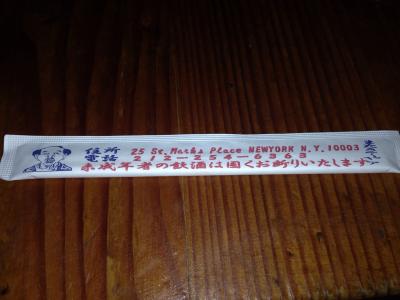 住所 25 St. Marks Place NEWYORK N.Y. 10003
電話 212-254-6363
未成年者の飲酒は固くお断りいたします